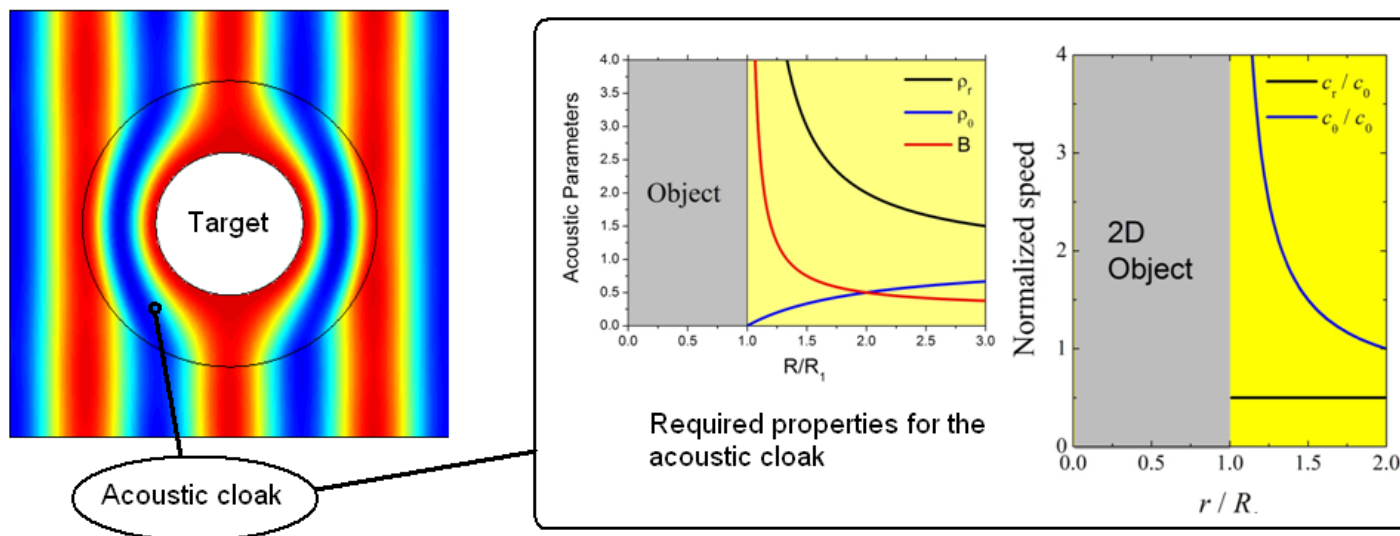 Target
Acoustic cloak
Acoustic Parameters
4.0
3.5
3.0
2.5
2.0
1.5
1.0
0.5
0.0
Object
ρr
ρθ
B
0.0 0.5 1.0 1.5 2.0 2.5 3.0
R/R1
Required properties for the
acoustic cloak
Normalized speed
4
3
2
1
0
cr / c0
cθ / c0
2D
Object
0.0 0.5 1.0 1.5 2.0
r / R